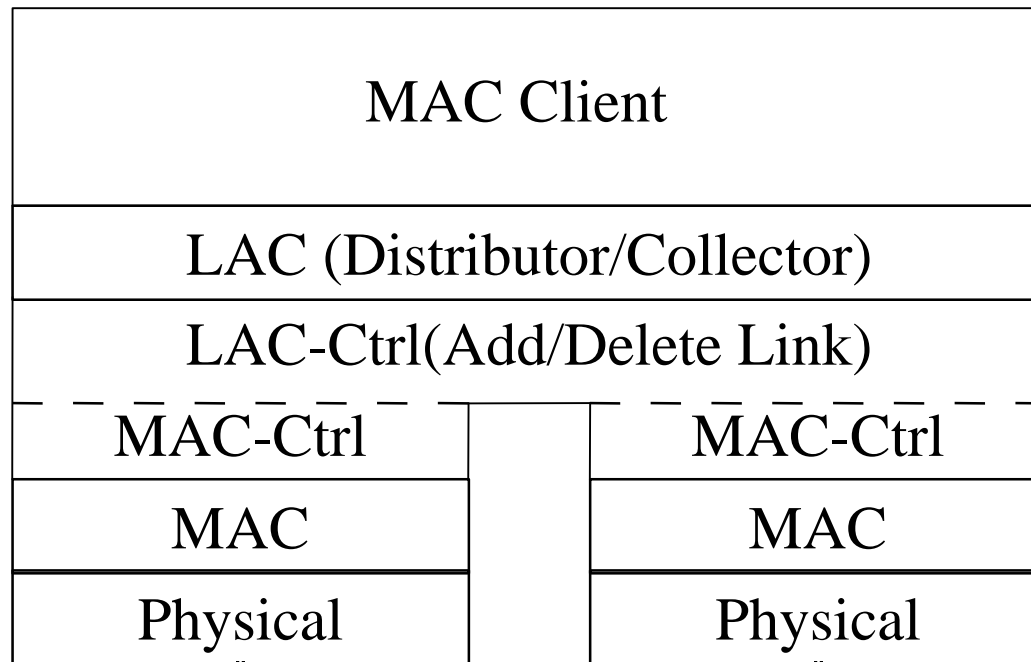 MAC Client
LAC (Distributor/Collector)
LAC-Ctrl(Add/Delete Link)
MAC-Ctrl MAC-Ctrl
MAC MAC
Physical Physical